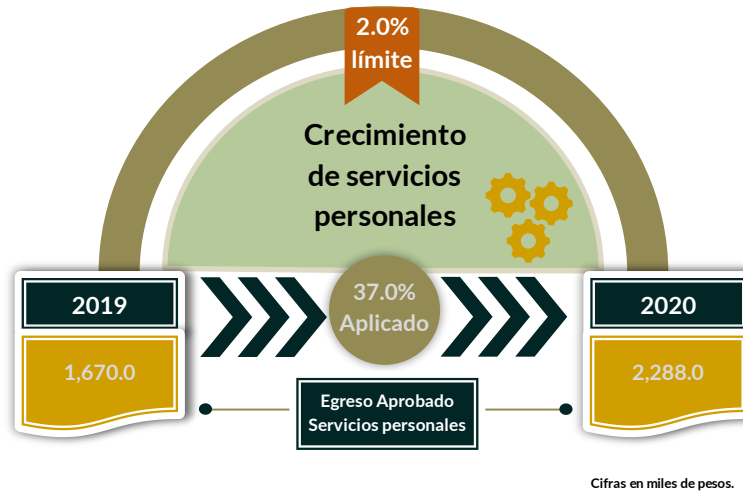 2.0%
límite
Crecimiento
de servicios
personales
37.0%
Aplicado
2019
2020
1,670.0
2,288.0
Egreso Aprobado
Servicios personales
Cifras en miles de pesos.